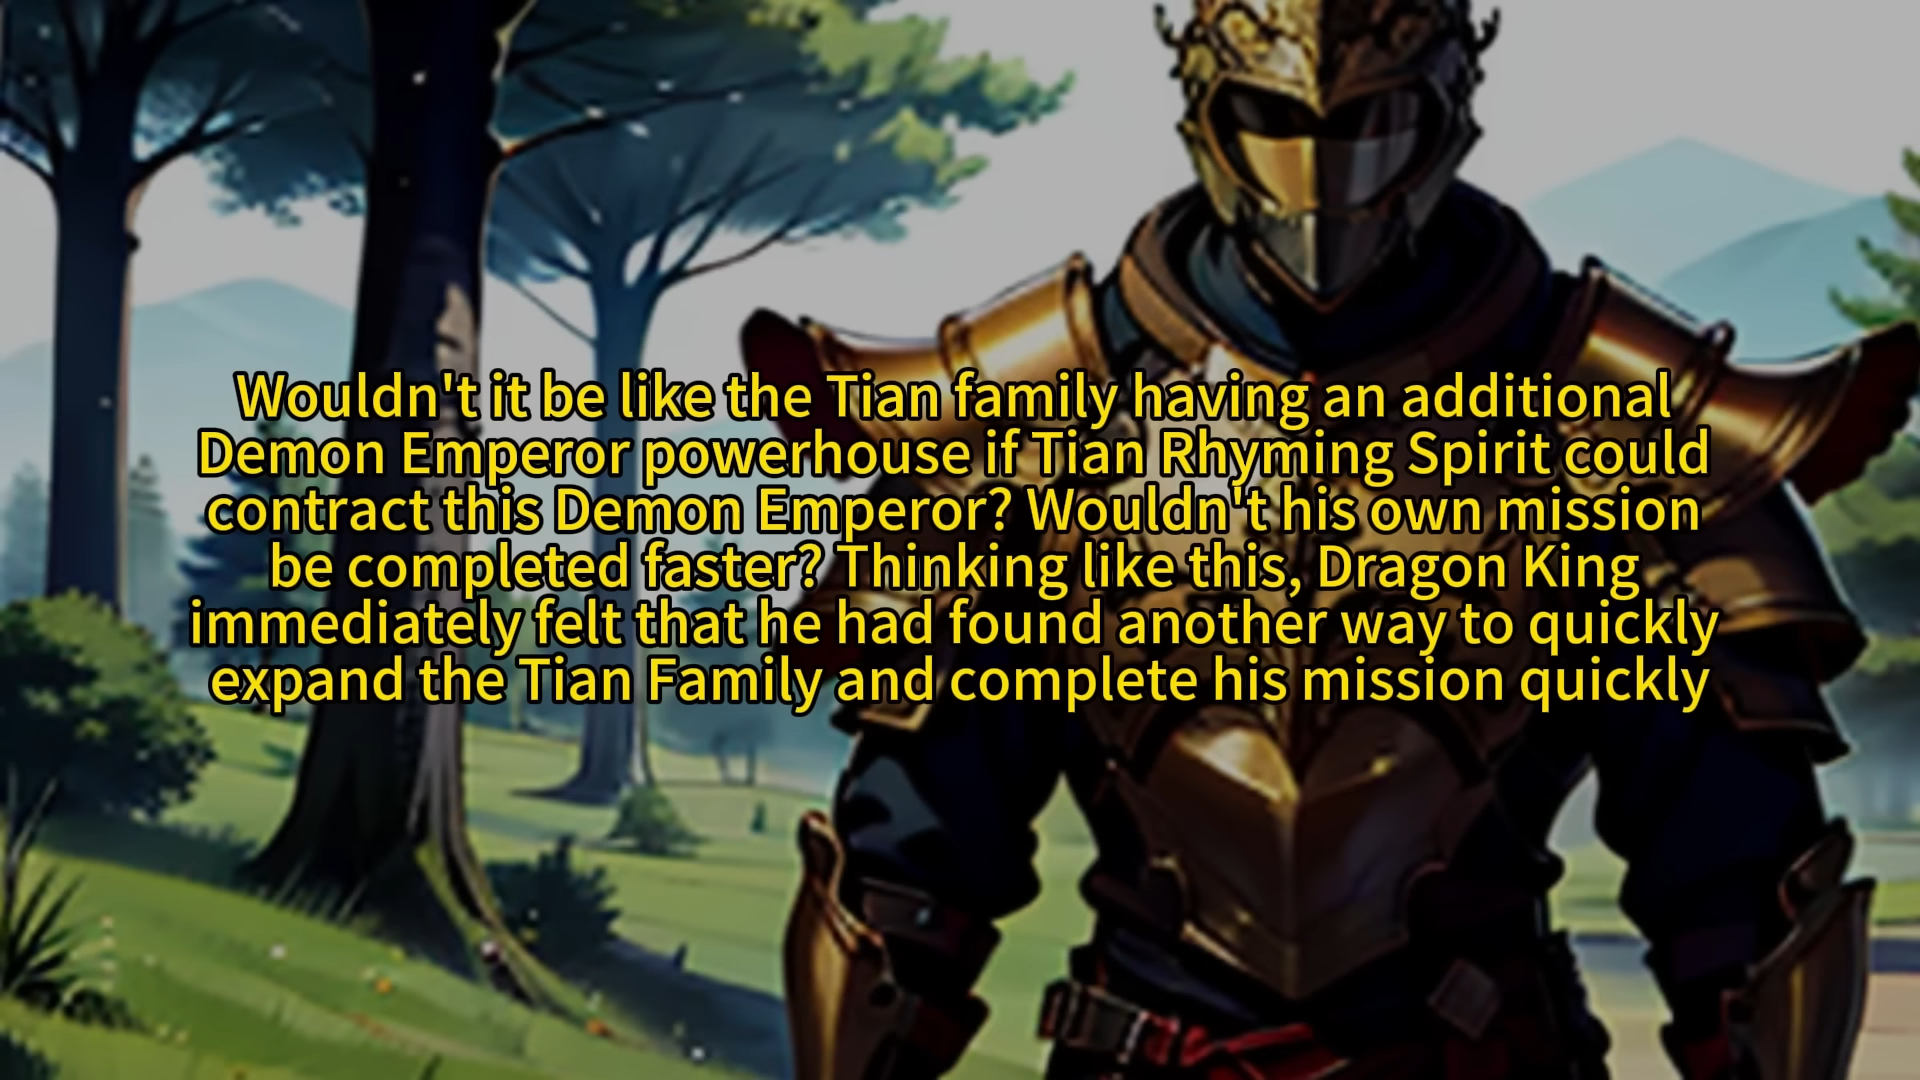 Wouldn't it be like the Tian family having an additional
Demon Emperor powerhouse if Tian Rhyming Spirit could
contract this Demon Emperor? Wouldn't his own mission
be completed faster? Thinking like this, Dragon King
immediately felt that he had found another way to quickly
expand the Tian Family and complete his mission quickly